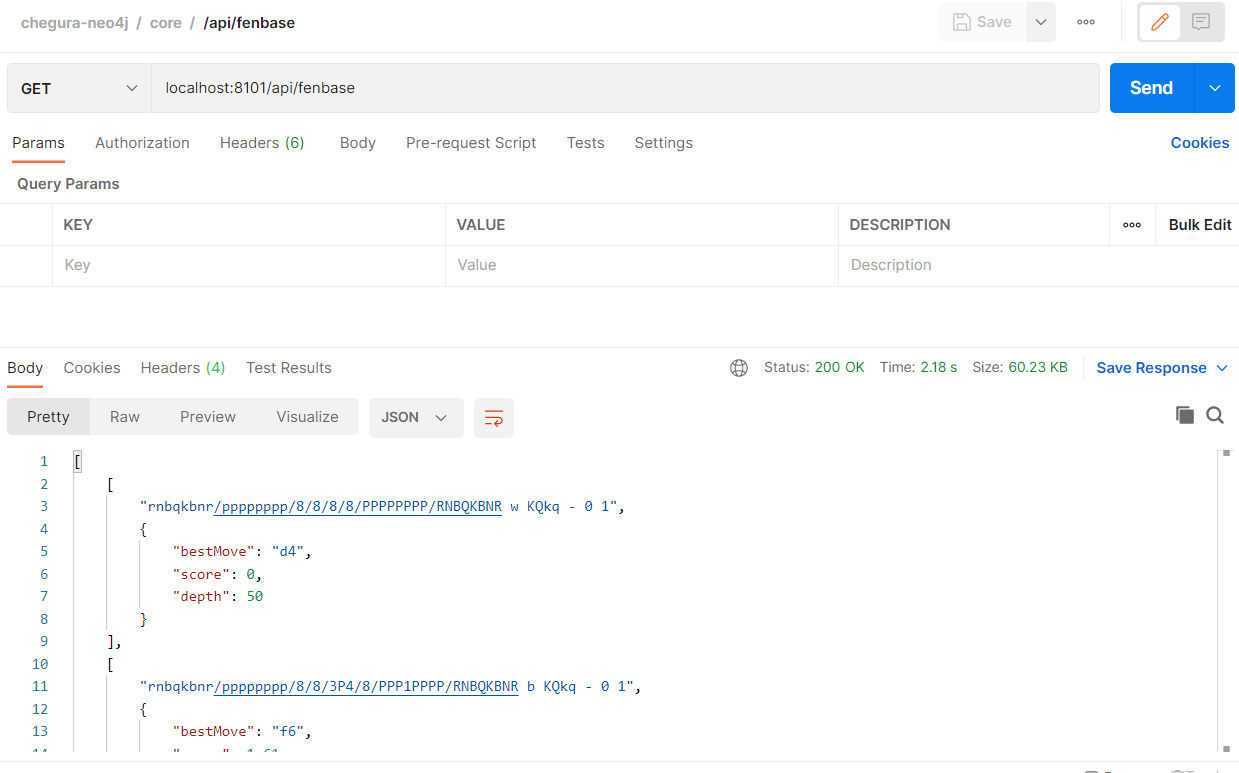 chegura-neo4j / core / /api/fenbase
Save
GET localhost:8101/api/fenbase Send
Params Authorization Headers (6) Body Pre-request Script Tests Settings Cookies
Query Params
KEY VALUE DESCRIPTION Bulk Edit
Key Value Description
Body Cookies Headers (4) Test Results Status: 200 OK Time: 2.18 s Size: 60.23 KB Save Response
Pretty Raw Preview Visualize JSON
1 [
2 [
3 "rnbqkbnr/pppppppp/8/8/8/8/PPPPPPPP/RNBQKBNR w KQkq - 0 1",
4 {
5 "bestMove": "d4",
6 "score": 0,
7 "depth": 50
8 }
9 ],
10 [
11 "rnbqkbnr/pppppppp/8/8/3P4/8/PPP1PPPP/RNBQKBNR b KQkq - 0 1",
12 {
13 "bestMove": "f6",